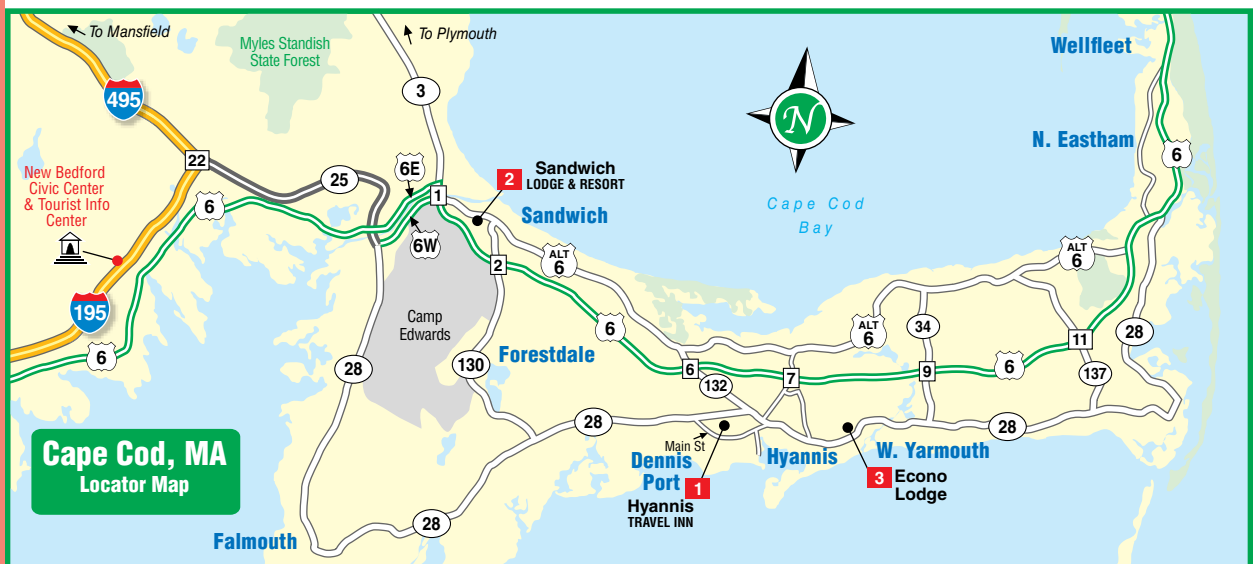 To Mansfield
To Plymouth
Myles Standish
State Forest
Wellfleet
495
3
N
N. Eastham
22
6E
2
Sandwich
LODGE & RESORT
6
New Bedford
Civic Center
& Tourist Info
Center
25
1
6
Sandwich
Cape Cod
Bay
6W
2
ALT
6
ALT
6
195
Camp
Edwards
6
ALT
6
34
28
11
6
28
130
Forestdale
6
132
7
9
6
137
28
28
Cape Cod, MA
Locator Map
Main St
Dennis
Port
Hyannis
W. Yarmouth
1
Hyannis
TRAVEL INN
3
Econo
Lodge
28
Falmouth